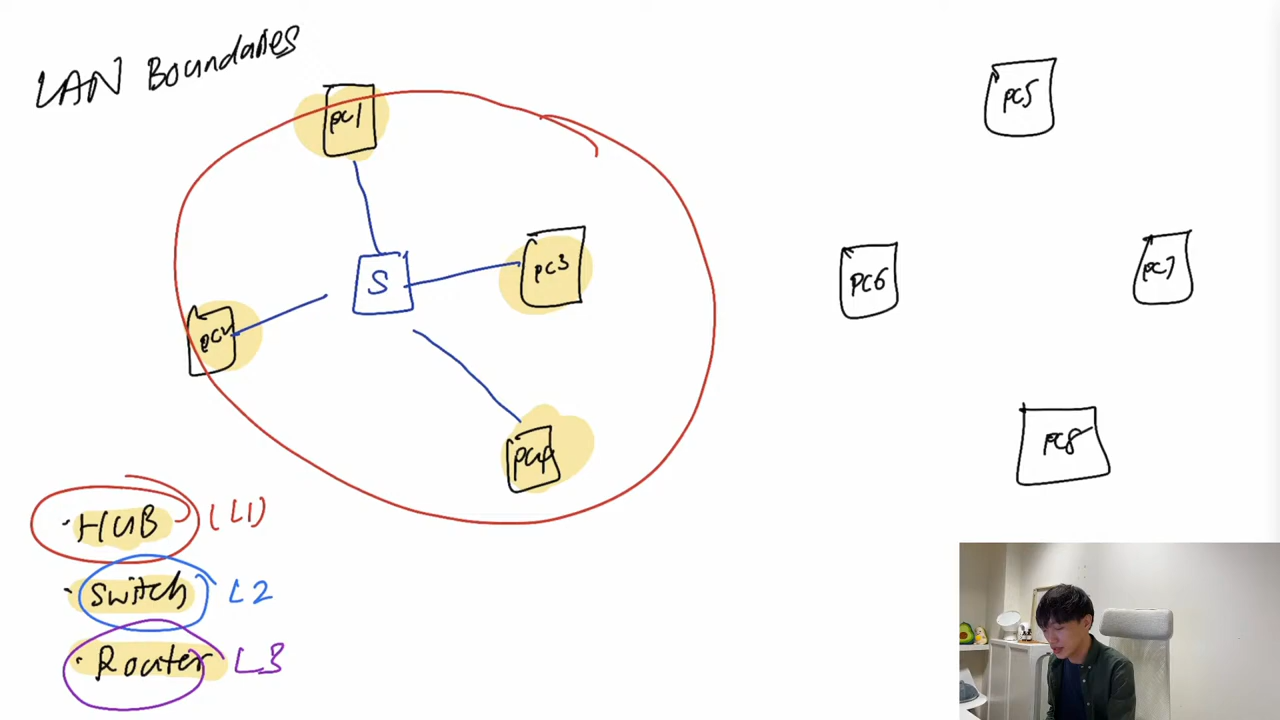 LAN Boundaries
PC1
PC5
S
PC3
PC6
PC7
PC2
PC4
PC8
· HUB (L1)
· Switch L2
· Router L3